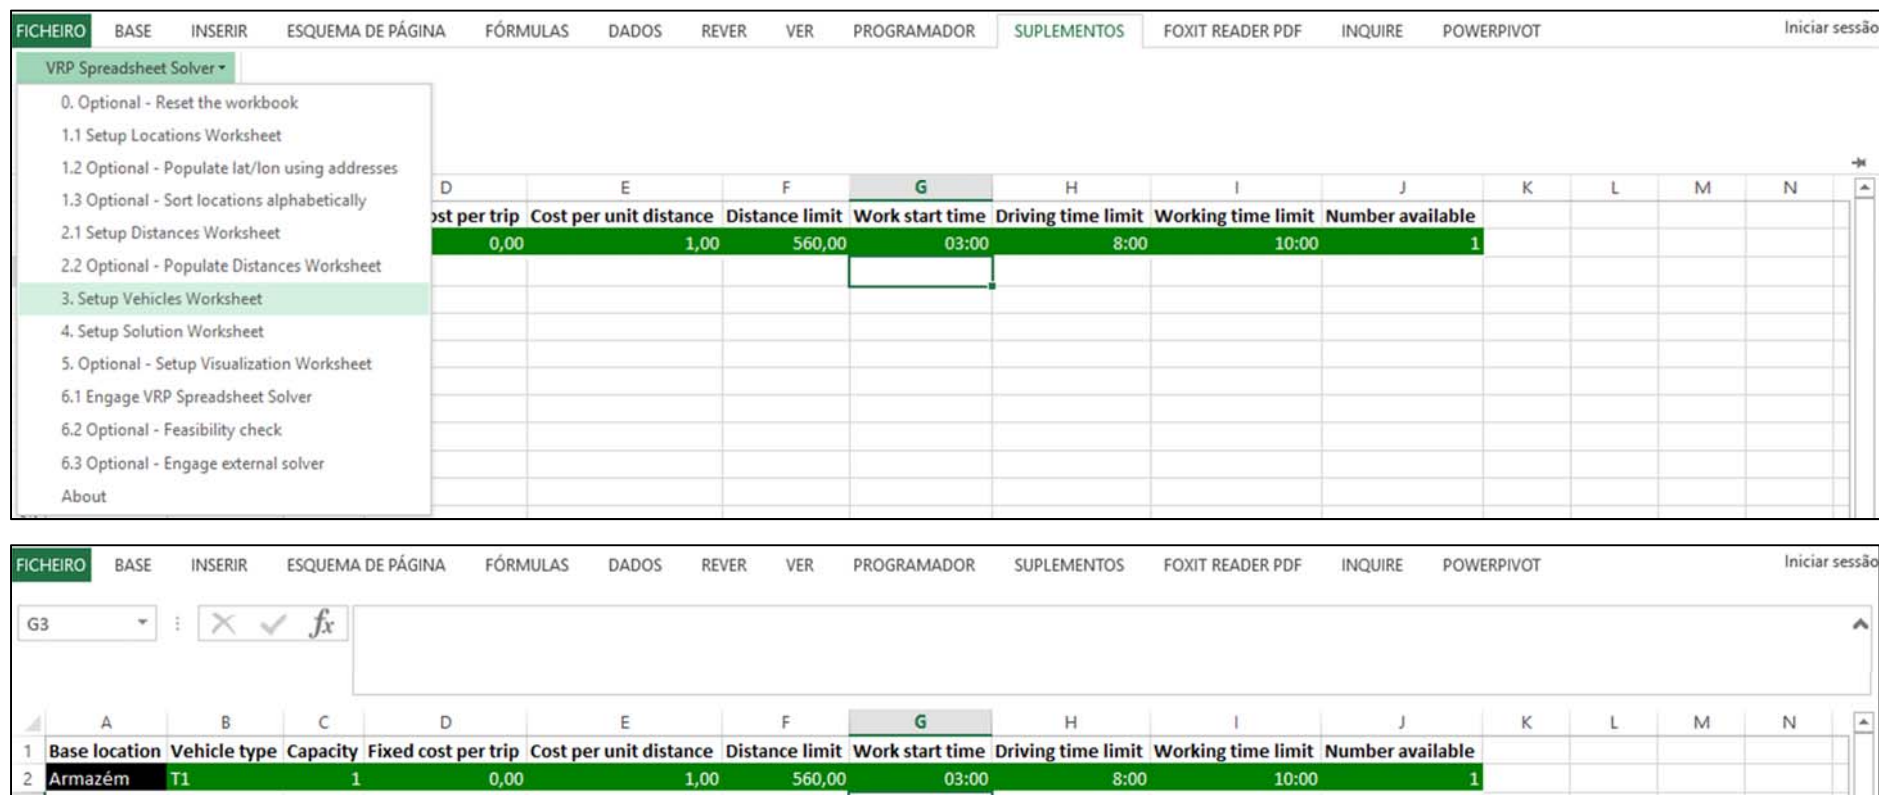 FICHEIRO BASE INSERIR ESQUEMA DE PÁGINA FÓRMULAS DADOS REVER VER PROGRAMADOR SUPLEMENTOS FOXIT READER PDF INQUIRE POWERPIVOT Iniciar sessão
VRP Spreadsheet Solver
0. Optional - Reset the workbook
1.1 Setup Locations Worksheet
1.2 Optional - Populate lat/lon using addresses
1.3 Optional - Sort locations alphabetically
2.1 Setup Distances Worksheet
2.2 Optional - Populate Distances Worksheet
3. Setup Vehicles Worksheet
4. Setup Solution Worksheet
5. Optional - Setup Visualization Worksheet
6.1 Engage VRP Spreadsheet Solver
6.2 Optional - Feasibility check
6.3 Optional - Engage external solver
About
D E F G H I J K L M N
ost per trip Cost per unit distance Distance limit Work start time Driving time limit Working time limit Number available
0,00 1,00 560,00 03:00 8:00 10:00 1
FICHEIRO BASE INSERIR ESQUEMA DE PÁGINA FÓRMULAS DADOS REVER VER PROGRAMADOR SUPLEMENTOS FOXIT READER PDF INQUIRE POWERPIVOT Iniciar sessão
G3 fx
A B C D E F G H I J K L M N
1 Base location Vehicle type Capacity Fixed cost per trip Cost per unit distance Distance limit Work start time Driving time limit Working time limit Number available
2 Armazém T1 1 0,00 1,00 560,00 03:00 8:00 10:00 1